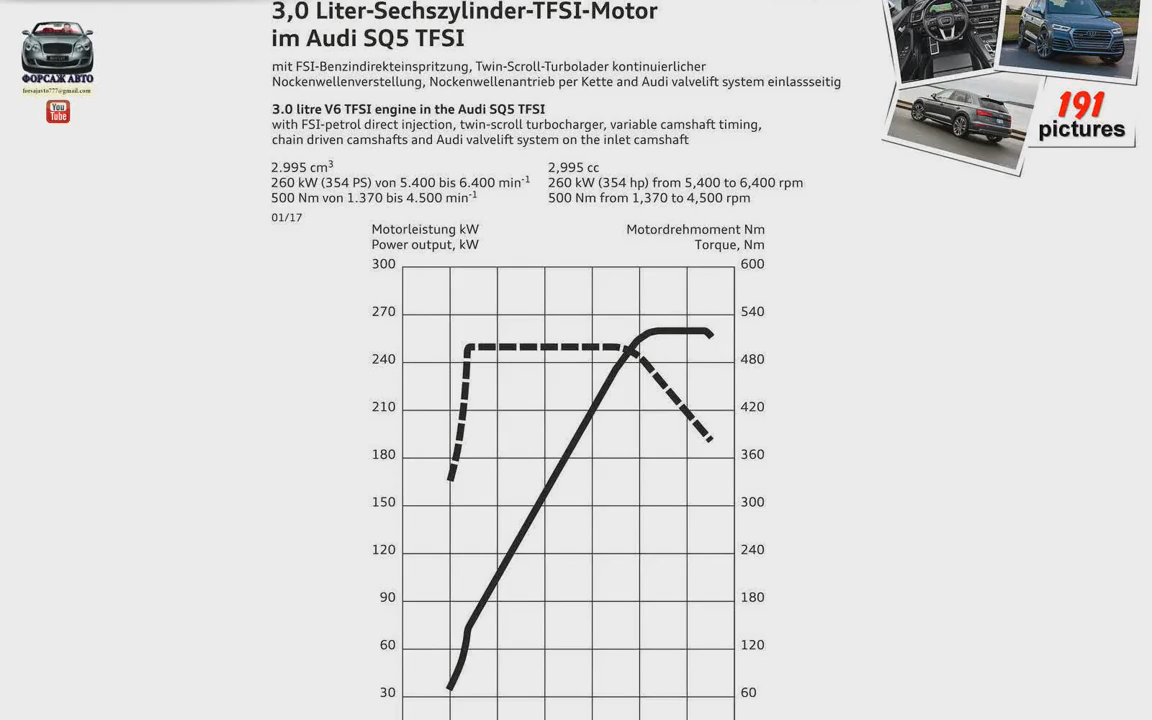 3,0 Liter-Sechszylinder-TFSI-Motor
im Audi SQ5 TFSI
mit FSI-Benzindirekteinspritzung, Twin-Scroll-Turbolader kontinuierlicher
Nockenwellenverstellung, Nockenwellenantrieb per Kette and Audi valvelift system einlassseitig
3.0 litre V6 TFSI engine in the Audi SQ5 TFSI
with FSI-petrol direct injection, twin-scroll turbocharger, variable camshaft timing,
chain driven camshafts and Audi valvelift system on the inlet camshaft
2.995 cm³ 2,995 cc
260 kW (354 PS) von 5.400 bis 6.400 min⁻¹ 260 kW (354 hp) from 5,400 to 6,400 rpm
500 Nm von 1.370 bis 4.500 min⁻¹ 500 Nm from 1,370 to 4,500 rpm
01/17
Motorleistung kW Motordrehmoment Nm
Power output, kW Torque, Nm
300 600
270 540
240 480
210 420
180 360
150 300
120 240
90 180
60 120
30 60
ФОРСАЖ АВТО
forsajavto777@gmail.com
You
Tube
191
pictures